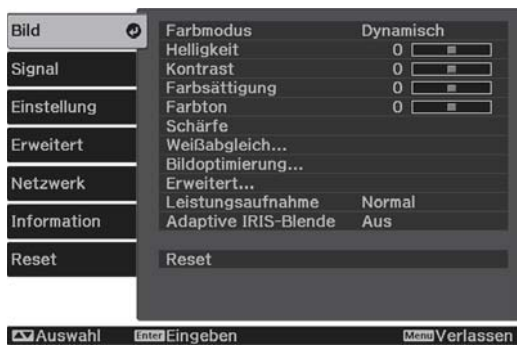 Bild
Signal
Einstellung
Erweitert
Netzwerk
Information
Reset
Farbmodus Dynamisch
Helligkeit 0
Kontrast 0
Farbsättigung 0
Farbton 0
Schärfe
Weißabgleich...
Bildoptimierung...
Erweitert...
Leistungsaufnahme Normal
Adaptive IRIS-Blende Aus
Reset
Auswahl Enter Eingeben Menu Verlassen